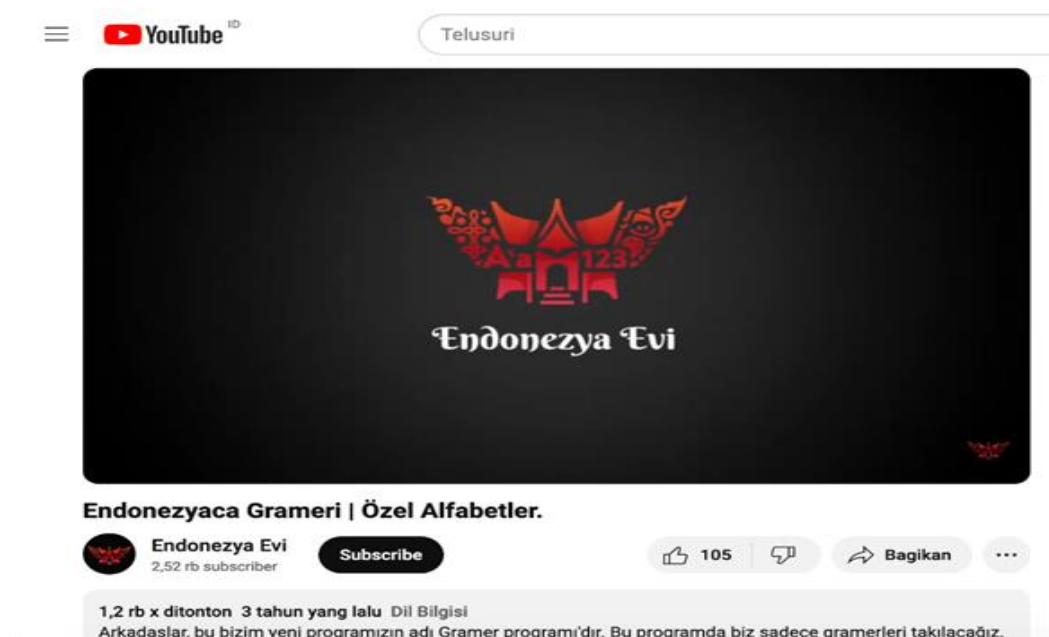 YouTube ID
Telusuri
Aa 123
Endonezya Evi
Endonezyaca Grameri | Özel Alfabetler.
Endonezya Evi
2,52 rb subscriber
Subscribe
105
Bagikan
1,2 rb x ditonton 3 tahun yang lalu Dil Bilgisi
Arkadaşlar, bu bizim yeni programızın adı Gramer programı'dır. Bu programda biz sadece gramerleri takılacağız.